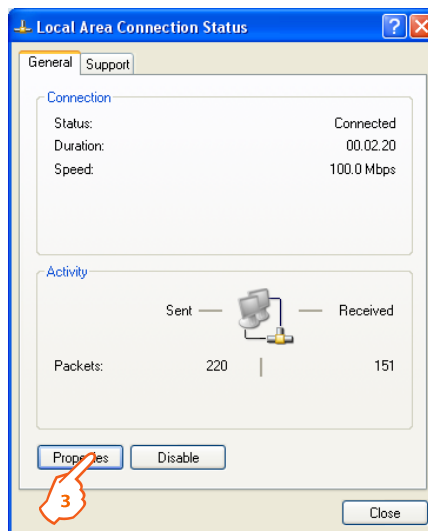 Local Area Connection Status
General Support
Connection
Status: Connected
Duration: 00.02.20
Speed: 100.0 Mbps
Activity
Sent Received
Packets: 220 151
Properties Disable
3
Close